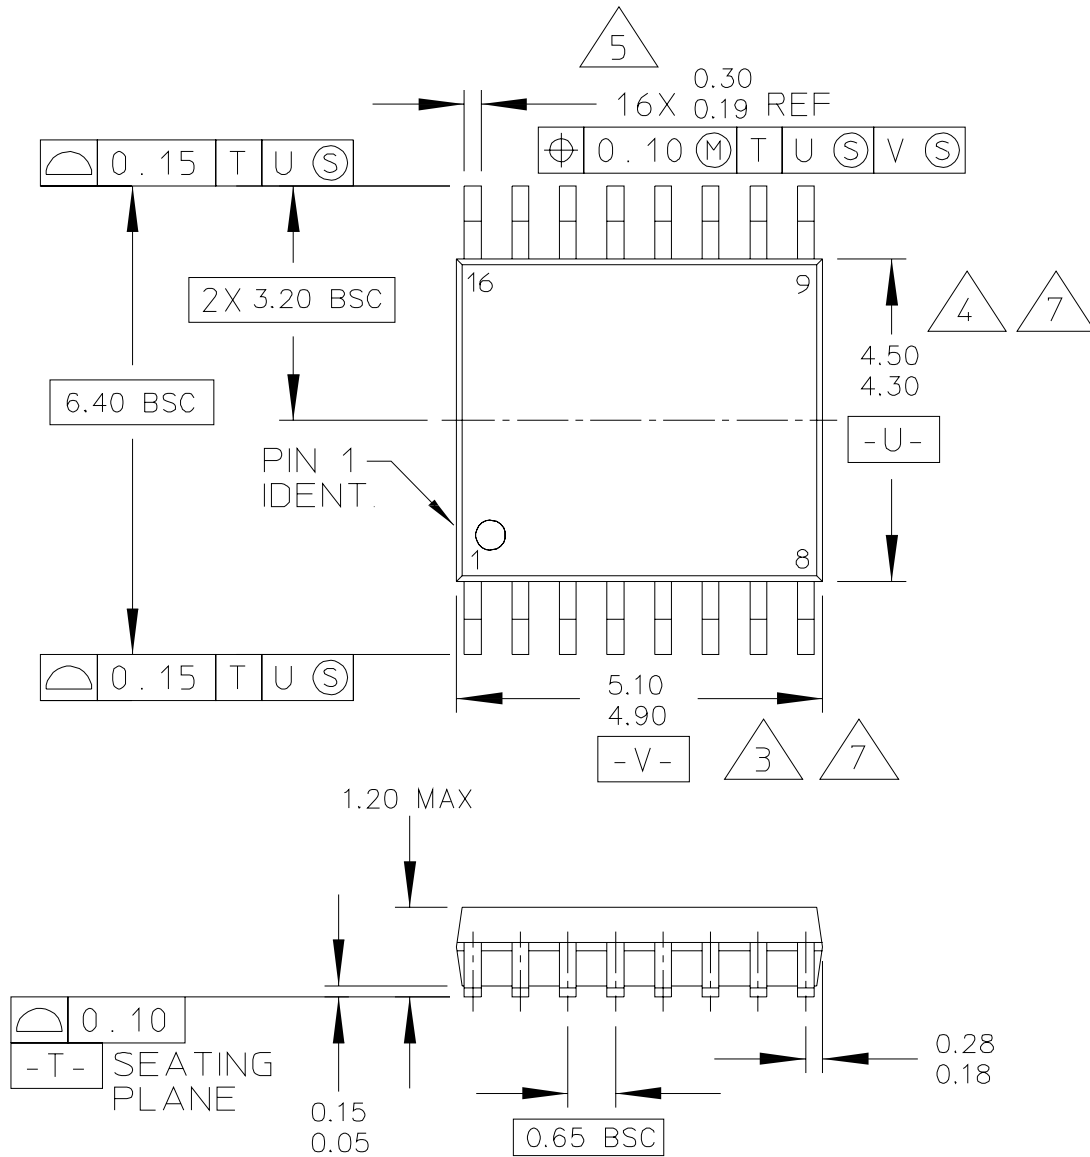 5
0.30
16X 0.19 REF
0.10 Ⓜ T U Ⓢ V Ⓢ
0.15 T U Ⓢ
16
9
2X 3.20 BSC
4
7
4.50
4.30
6.40 BSC
-U-
PIN 1
IDENT.
1
8
0.15 T U Ⓢ
5.10
4.90
-V-
3
7
1.20 MAX
0.10
-T- SEATING
PLANE
0.28
0.18
0.15
0.05
0.65 BSC